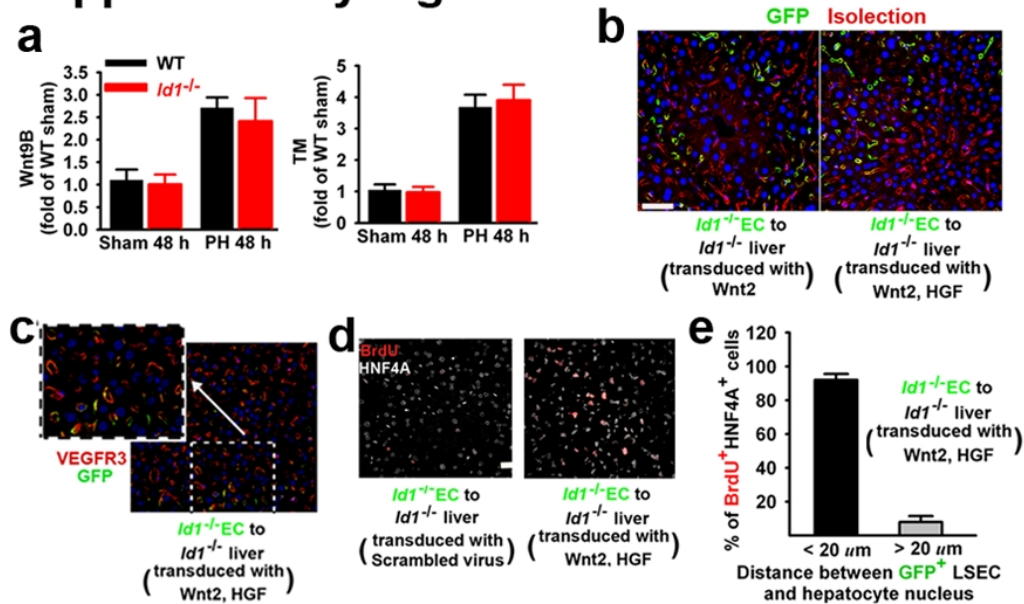 a
WT
Id1-/-
Wnt9B
(fold of WT sham)
3.5
3.0
2.5
2.0
1.5
1.0
0.5
0.0
Sham 48 h PH 48 h
TM
(fold of WT sham)
5
4
3
2
1
0
Sham 48 h PH 48 h
b
GFP Isolection
Id1-/-EC to
Id1-/- liver
(transduced with)
Wnt2
Id1-/-EC to
Id1-/- liver
(transduced with)
Wnt2, HGF
c
VEGFR3
GFP
Id1-/-EC to
Id1-/- liver
(transduced with)
Wnt2, HGF
d
BrdU
HNF4A
Id1-/-EC to
Id1-/- liver
(transduced with
Scrambled virus)
Id1-/-EC to
Id1-/- liver
(transduced with)
Wnt2, HGF
e
% of BrdU+HNF4A+ cells
120
100
80
60
40
20
Id1-/-EC to
Id1-/- liver
(transduced with)
Wnt2, HGF
< 20 um > 20 um
Distance between GFP+ LSEC
and hepatocyte nucleus